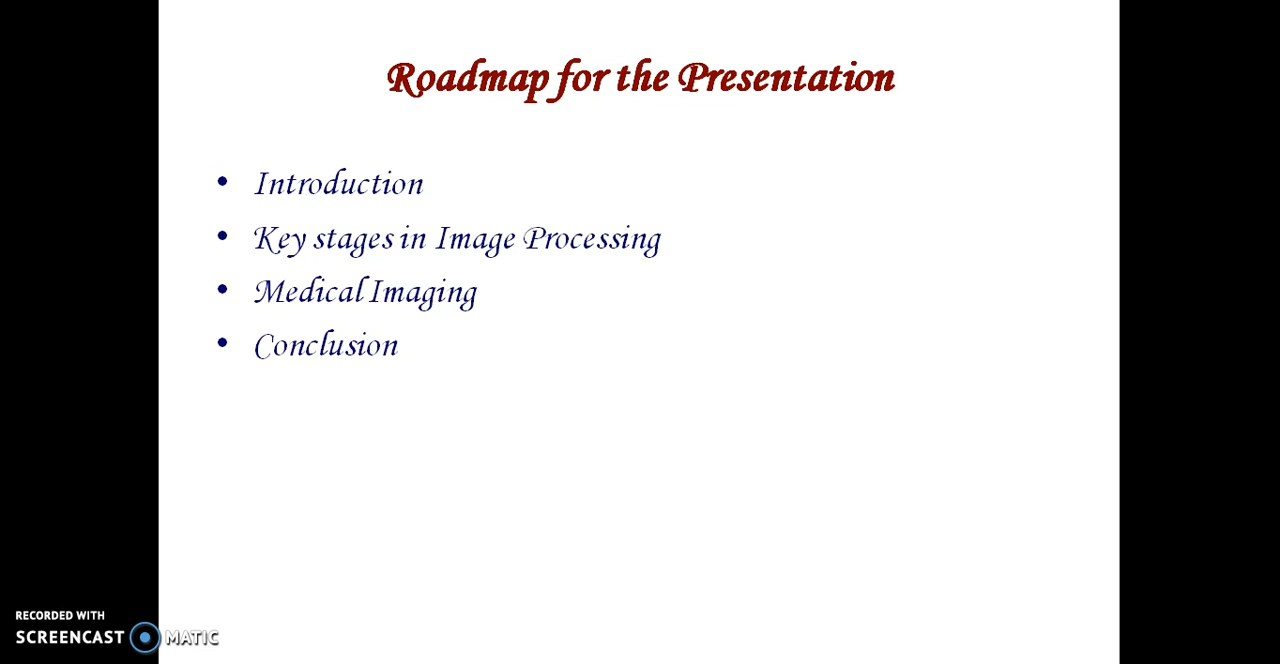 Roadmap for the Presentation
• Introduction
• Key stages in Image Processing
• Medical Imaging
• Conclusion
RECORDED WITH
SCREENCAST MATIC